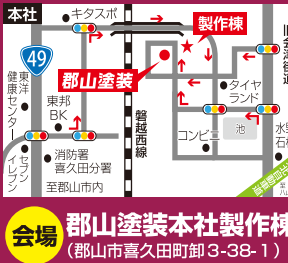 本社
キタスポ
製作棟
49
郡山塗装
東洋
健康センター
東邦
BK
磐越西線
タイヤ
ランド
コンビニ
池
セブン
イレブン
消防署
喜久田分署
至郡山市内
会場
郡山塗装本社製作棟
(郡山市喜久田町卸3-38-1)